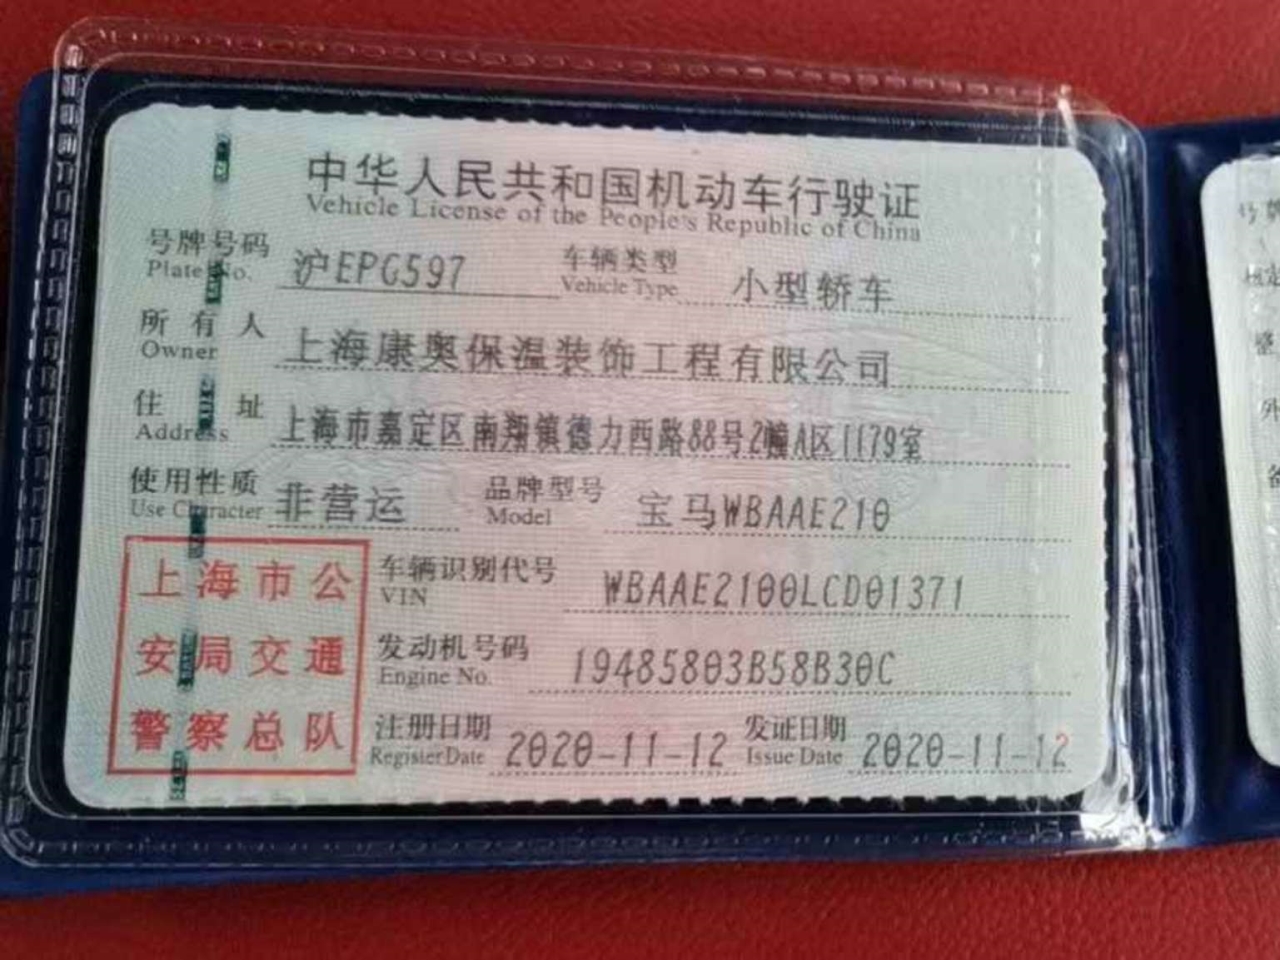 中华人民共和国机动车行驶证
Vehicle License of the People's Republic of China
号牌号码 沪EPG597 车辆类型 小型轿车
Plate No. Vehicle Type
所有人 上海康奥保温装饰工程有限公司
Owner
住址 上海市嘉定区南翔镇德力西路88号2幢A区1179室
Address
使用性质 非营运 品牌型号 宝马WBAAE210
Use Character Model
车辆识别代号 WBAAE2100LCD01371
VIN
发动机号码 19485803B58B30C
Engine No.
注册日期 2020-11-12 发证日期 2020-11-12
Register Date Issue Date
上海市公
安局交通
警察总队